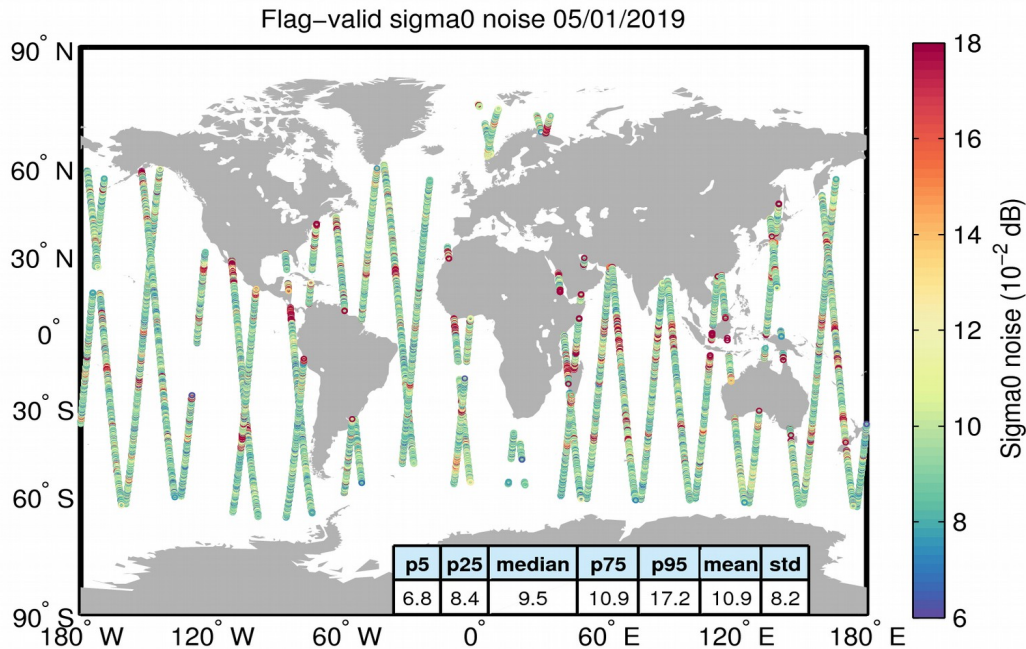 Flag−valid sigma0 noise 05/01/2019
90° N
60° N
30° N
0°
30° S
60° S
90° S
180° W
120° W
60° W
0°
60° E
120° E
180° E
p5 p25 median p75 p95 mean std
6.8 8.4 9.5 10.9 17.2 10.9 8.2
18
16
14
12
10
8
6
Sigma0 noise (10⁻² dB)